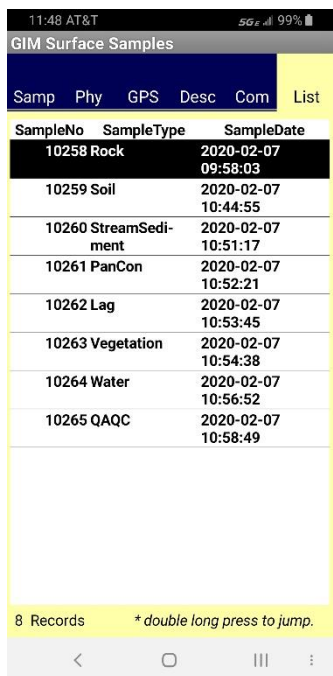 11:48 AT&T 5GE 99%
GIM Surface Samples
Samp Phy GPS Desc Com List
SampleNo SampleType SampleDate
10258 Rock 2020-02-07
09:58:03
10259 Soil 2020-02-07
10:44:55
10260 StreamSedi- 2020-02-07
ment 10:51:17
10261 PanCon 2020-02-07
10:52:21
10262 Lag 2020-02-07
10:53:45
10263 Vegetation 2020-02-07
10:54:38
10264 Water 2020-02-07
10:56:52
10265 QAQC 2020-02-07
10:58:49
8 Records * double long press to jump.